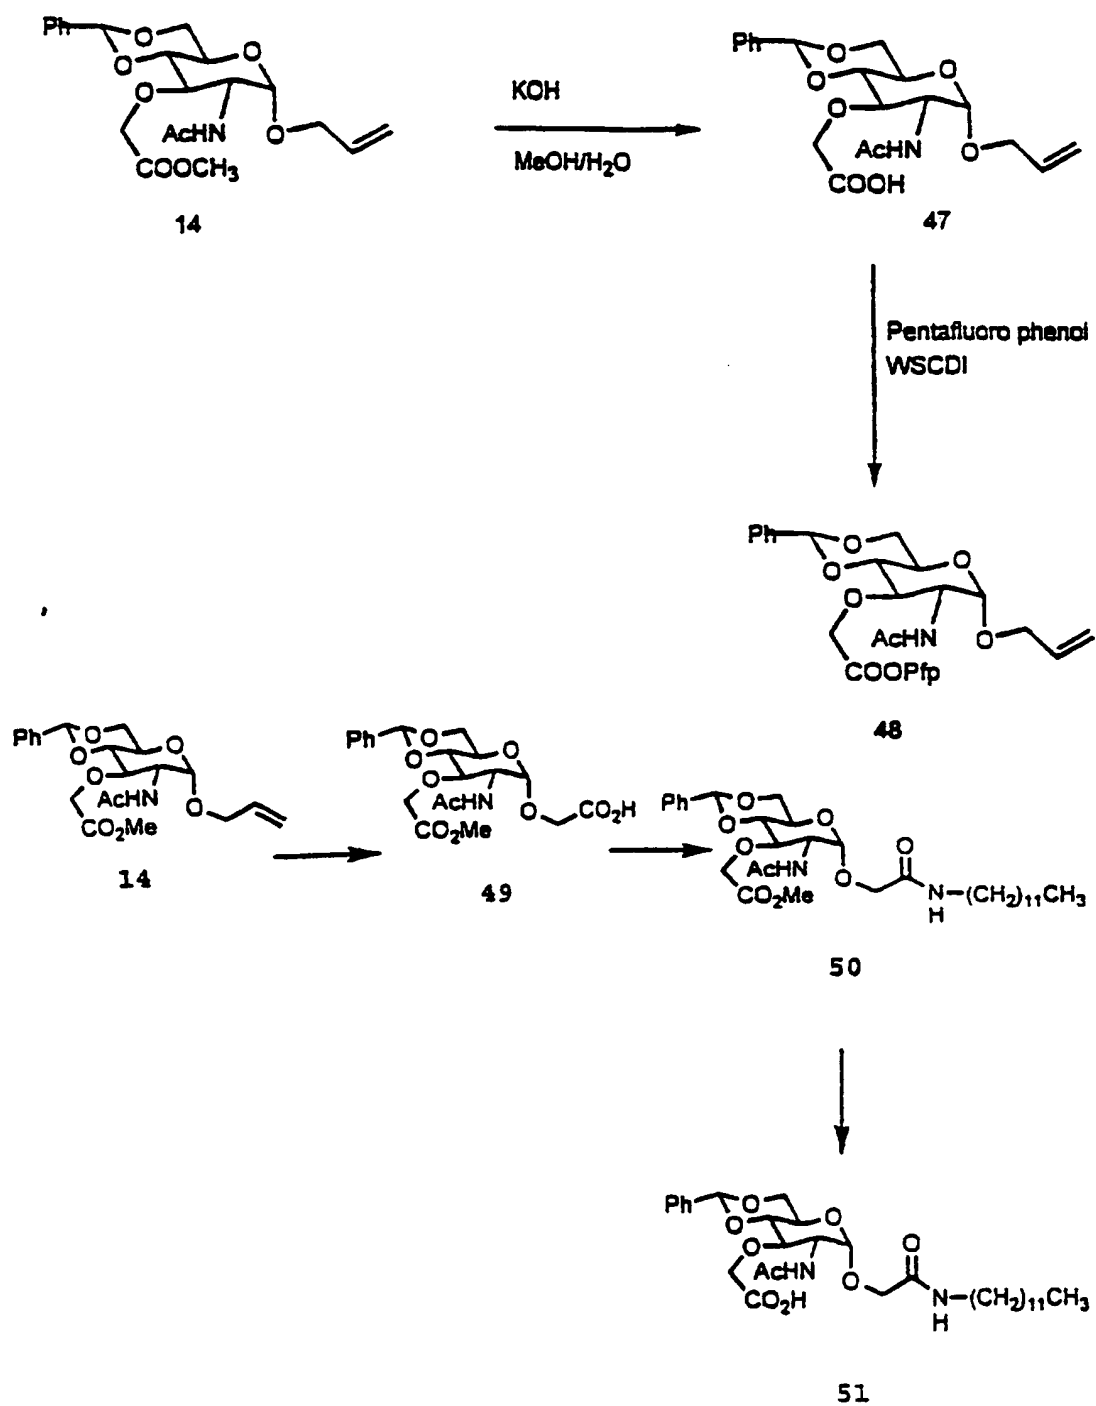 Ph O O O
O AcHN O
COOCH3
14
KOH
MeOH/H2O
Ph O O O
O AcHN O
COOH
47
Pentafluoro phenol
WSCDI
Ph O O O
O AcHN O
COOPfp
48
Ph O O O
O AcHN O
CO2Me
14
Ph O O O
O AcHN O CO2H
CO2Me
49
Ph O O O
O AcHN O O N-(CH2)11CH3
CO2Me H
50
Ph O O O
O AcHN O O N-(CH2)11CH3
CO2H H
51